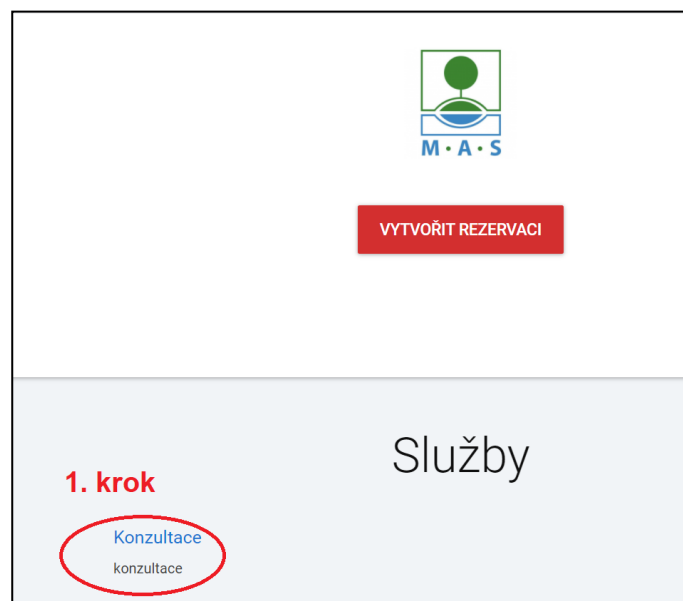 M·A·S
VYTVOŘIT REZERVACI
Služby
1. krok
Konzultace
konzultace